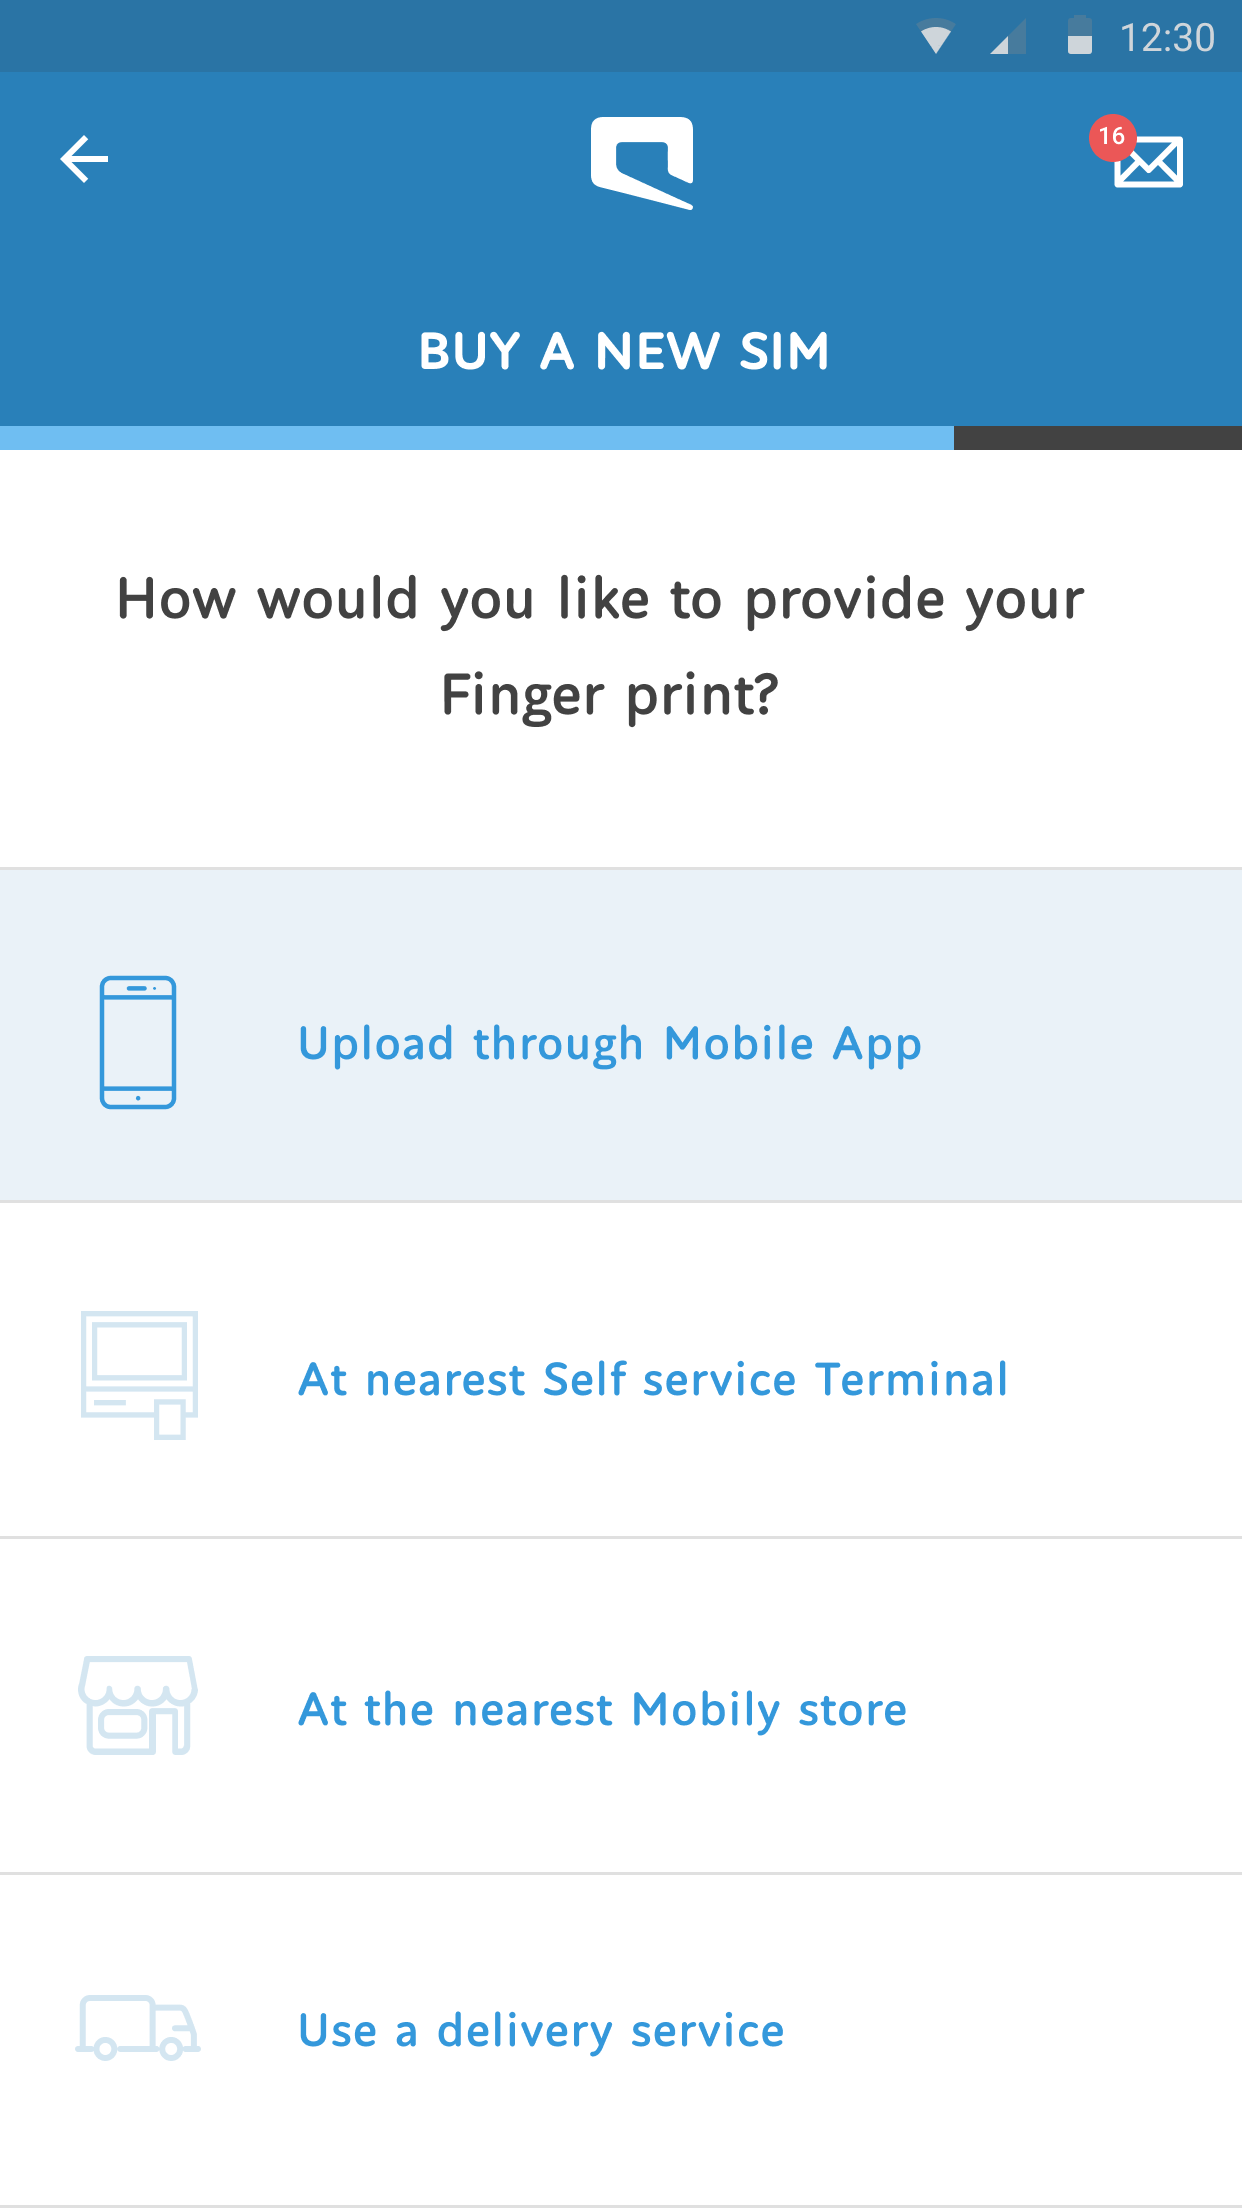 12:30
16
BUY A NEW SIM
How would you like to provide your
Finger print?
Upload through Mobile App
At nearest Self service Terminal
At the nearest Mobily store
Use a delivery service